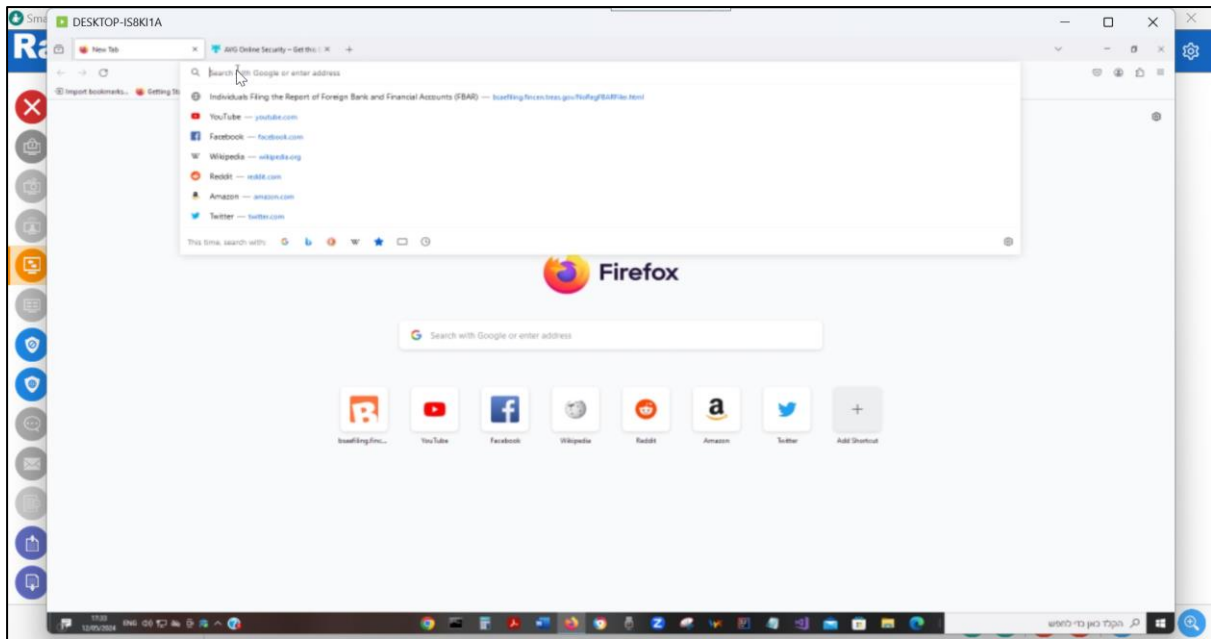 DESKTOP-IS8KI1A
New Tab
AVG Online Security – Get this
Search with Google or enter address
Import bookmarks...
Individuals Filing the Report of Foreign Bank and Financial Accounts (FBAR) — bsaefiling.fincen.treas.gov/NoRegFBARFiler.html
YouTube — youtube.com
Facebook — facebook.com
Wikipedia — wikipedia.org
Reddit — reddit.com
Amazon — amazon.com
Twitter — twitter.com
This time, search with:
Firefox
Search with Google or enter address
bsaefiling.finc...
YouTube
Facebook
Wikipedia
Reddit
Amazon
Twitter
Add Shortcut
17:33
12/05/2024
ENG
הקלד כאן כדי לחפש